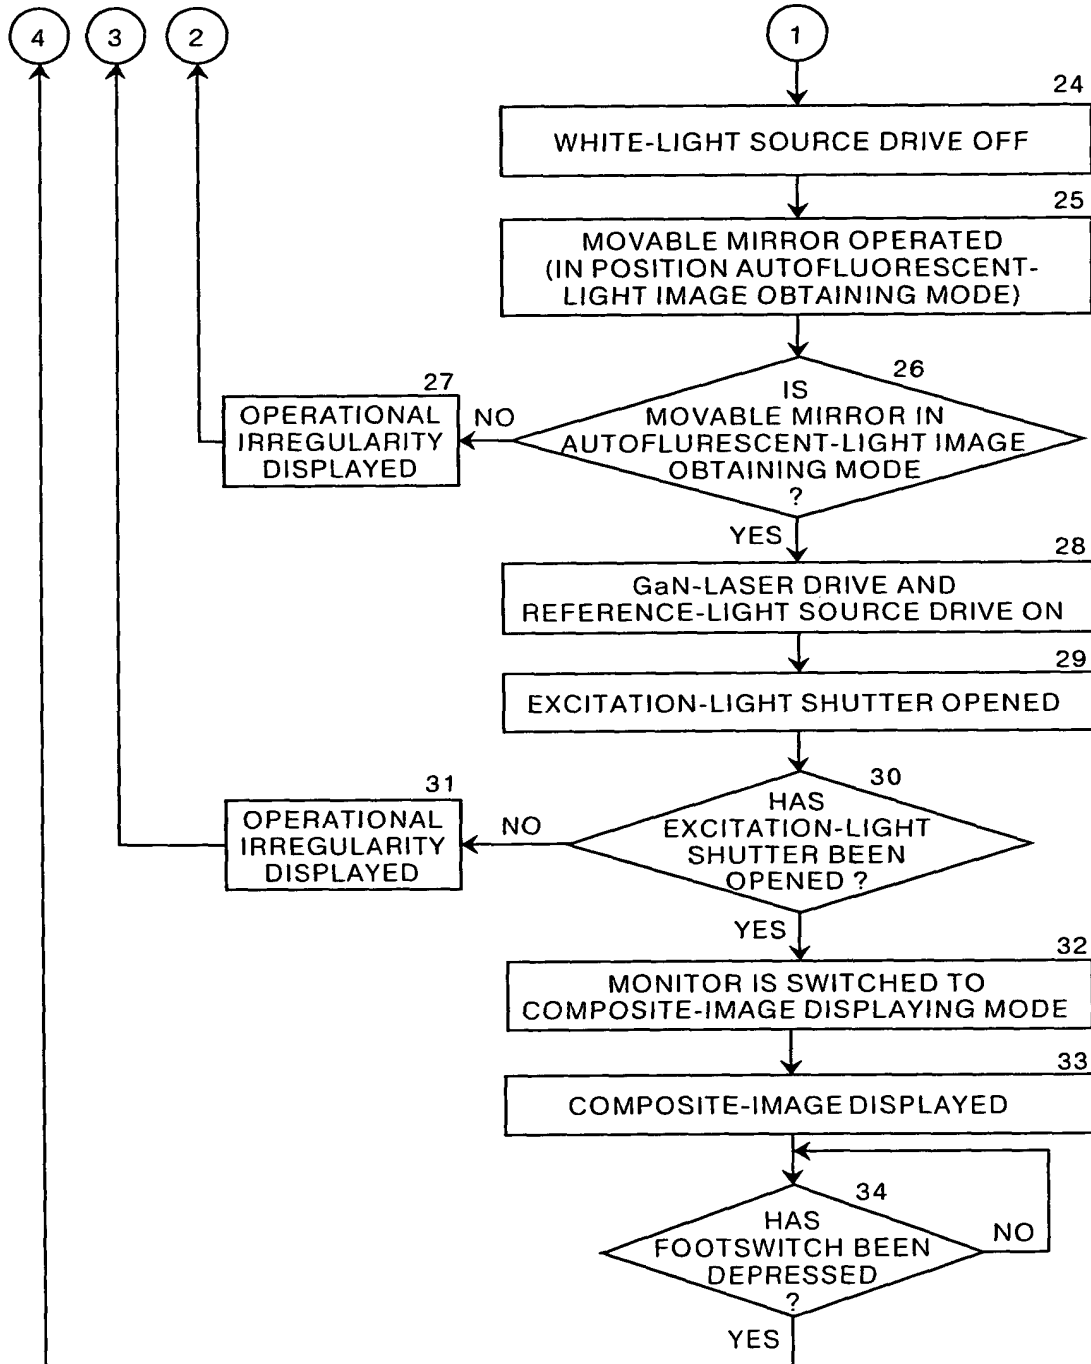 4
3
2
1
24
WHITE-LIGHT SOURCE DRIVE OFF
25
MOVABLE MIRROR OPERATED
(IN POSITION AUTOFLUORESCENT-
LIGHT IMAGE OBTAINING MODE)
26
IS
MOVABLE MIRROR IN
AUTOFLURESCENT-LIGHT IMAGE
OBTAINING MODE
?
NO
27
OPERATIONAL
IRREGULARITY
DISPLAYED
YES
28
GaN-LASER DRIVE AND
REFERENCE-LIGHT SOURCE DRIVE ON
29
EXCITATION-LIGHT SHUTTER OPENED
30
HAS
EXCITATION-LIGHT
SHUTTER BEEN
OPENED ?
NO
31
OPERATIONAL
IRREGULARITY
DISPLAYED
YES
32
MONITOR IS SWITCHED TO
COMPOSITE-IMAGE DISPLAYING MODE
33
COMPOSITE-IMAGE DISPLAYED
34
HAS
FOOTSWITCH BEEN
DEPRESSED
?
NO
YES